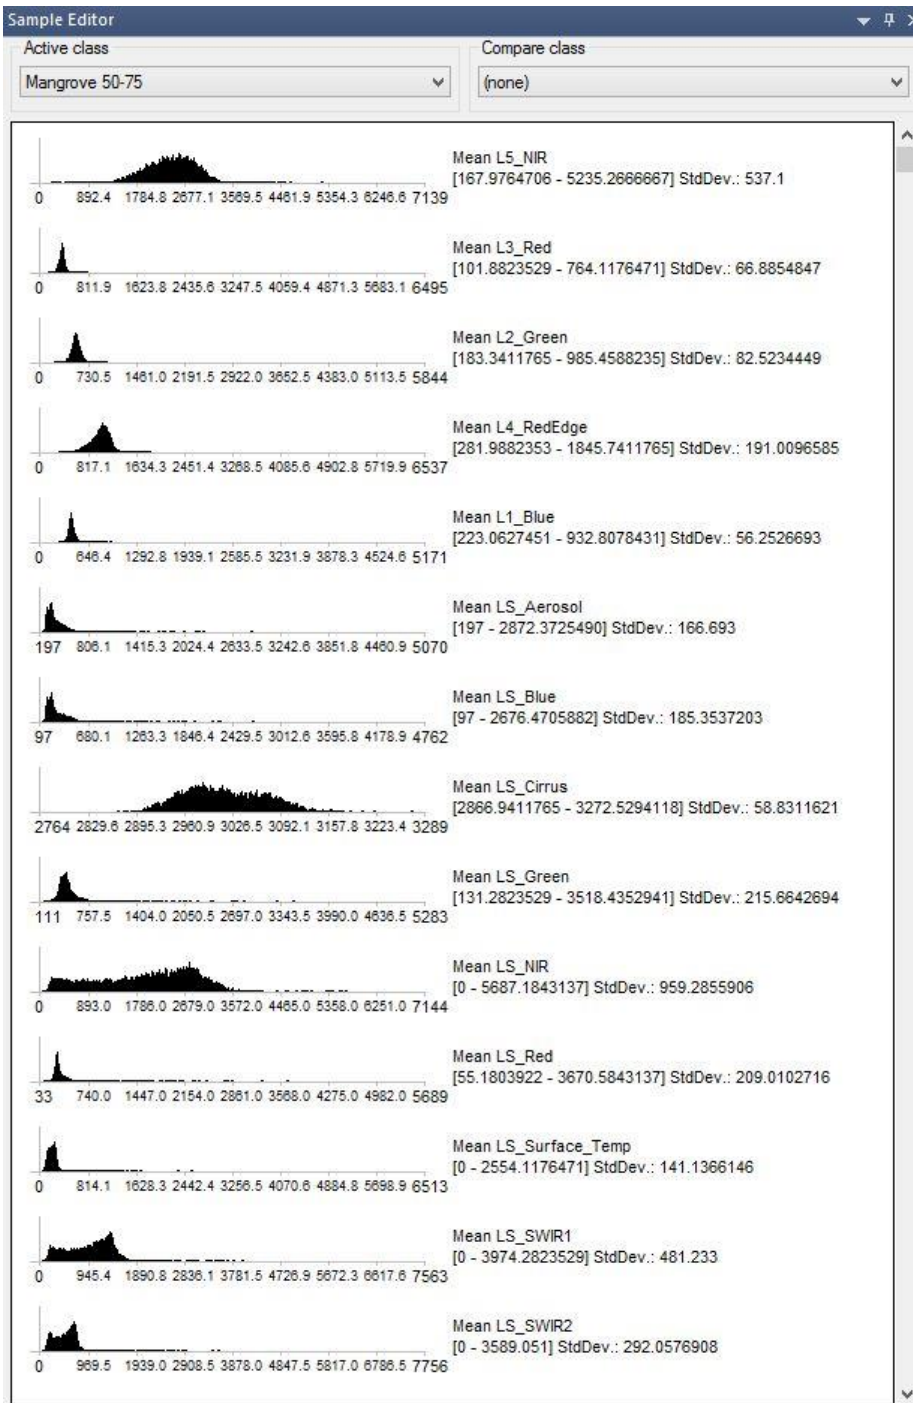 Sample Editor
Active class
Compare class
Mangrove 50-75
(none)
Mean L5_NIR
[167.9764706 - 5235.2666667] StdDev.: 537.1
0 892.4 1784.8 2677.1 3569.5 4461.9 5354.3 6246.6 7139
Mean L3_Red
[101.8823529 - 764.1176471] StdDev.: 66.8854847
0 811.9 1623.8 2435.6 3247.5 4059.4 4871.3 5683.1 6495
Mean L2_Green
[183.3411765 - 985.4588235] StdDev.: 82.5234449
0 730.5 1461.0 2191.5 2922.0 3652.5 4383.0 5113.5 5844
Mean L4_RedEdge
[281.9882353 - 1845.7411765] StdDev.: 191.0096585
0 817.1 1634.3 2451.4 3268.5 4085.6 4902.8 5719.9 6537
Mean L1_Blue
[223.0627451 - 932.8078431] StdDev.: 56.2526693
0 646.4 1292.8 1939.1 2585.5 3231.9 3878.3 4524.6 5171
Mean LS_Aerosol
[197 - 2872.3725490] StdDev.: 166.693
197 806.1 1415.3 2024.4 2633.5 3242.6 3851.8 4460.9 5070
Mean LS_Blue
[97 - 2676.4705882] StdDev.: 185.3537203
97 680.1 1263.3 1846.4 2429.5 3012.6 3595.8 4178.9 4762
Mean LS_Cirrus
[2866.9411765 - 3272.5294118] StdDev.: 58.8311621
2764 2829.6 2895.3 2960.9 3026.5 3092.1 3157.8 3223.4 3289
Mean LS_Green
[131.2823529 - 3518.4352941] StdDev.: 215.6642694
111 757.5 1404.0 2050.5 2697.0 3343.5 3990.0 4636.5 5283
Mean LS_NIR
[0 - 5687.1843137] StdDev.: 959.2855906
0 893.0 1786.0 2679.0 3572.0 4465.0 5358.0 6251.0 7144
Mean LS_Red
[55.1803922 - 3670.5843137] StdDev.: 209.0102716
33 740.0 1447.0 2154.0 2861.0 3568.0 4275.0 4982.0 5689
Mean LS_Surface_Temp
[0 - 2554.1176471] StdDev.: 141.1366146
0 814.1 1628.3 2442.4 3256.5 4070.6 4884.8 5698.9 6513
Mean LS_SWIR1
[0 - 3974.2823529] StdDev.: 481.233
0 945.4 1890.8 2836.1 3781.5 4726.9 5672.3 6617.6 7563
Mean LS_SWIR2
[0 - 3589.051] StdDev.: 292.0576908
0 969.5 1939.0 2908.5 3878.0 4847.5 5817.0 6786.5 7756